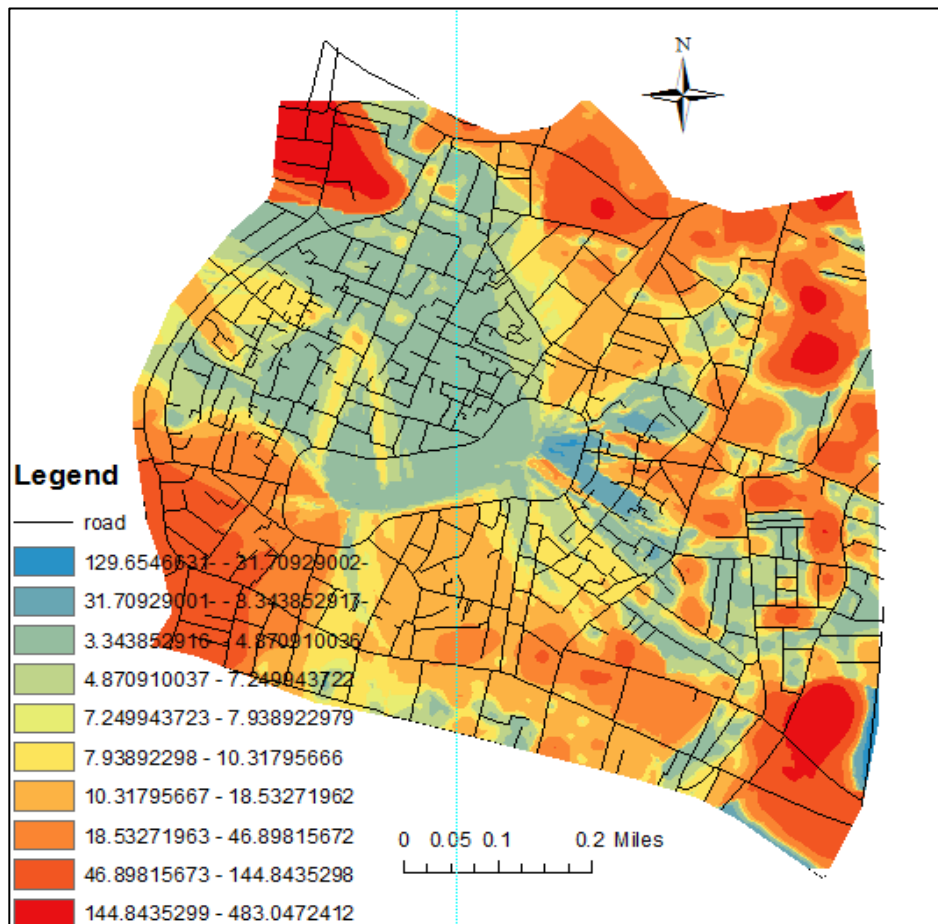 N
Legend
road
129.6546631- - 31.70929002-
31.70929001- - 3.343852917-
3.343852916 - 4.870910036
4.870910037 - 7.249943722
7.249943723 - 7.938922979
7.93892298 - 10.31795666
10.31795667 - 18.53271962
18.53271963 - 46.89815672
46.89815673 - 144.8435298
144.8435299 - 483.0472412
0 0.05 0.1 0.2 Miles